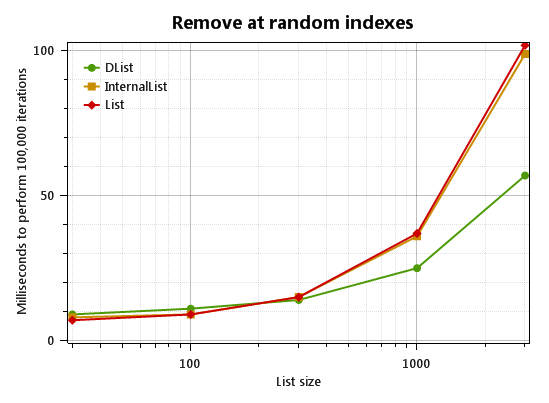 Remove at random indexes
Milliseconds to perform 100,000 iterations
100
50
0
DList
InternalList
List
100
1000
List size